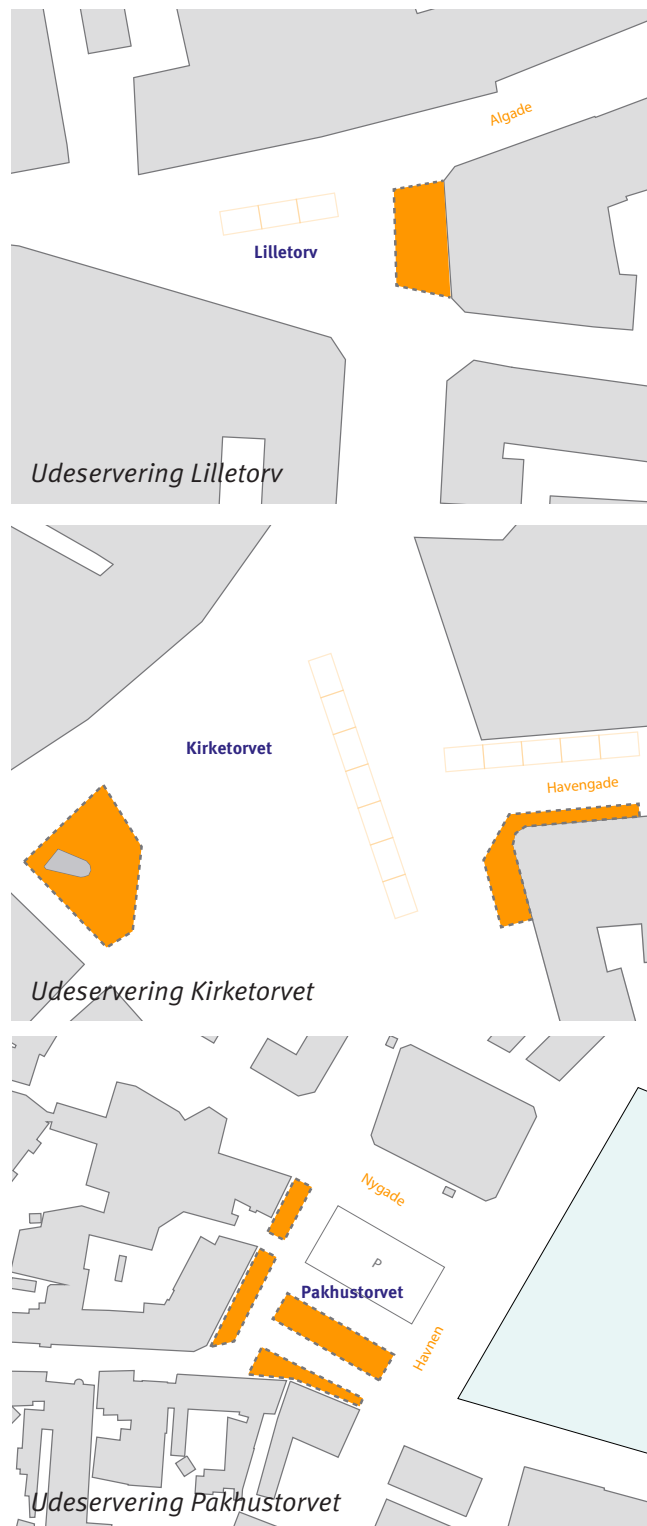 Algade
Lilletorv
Udeservering Lilletorv
Kirketorvet
Havengade
Udeservering Kirketorvet
Nygade
P
Pakhustorvet
Havnen
Udeservering Pakhustorvet